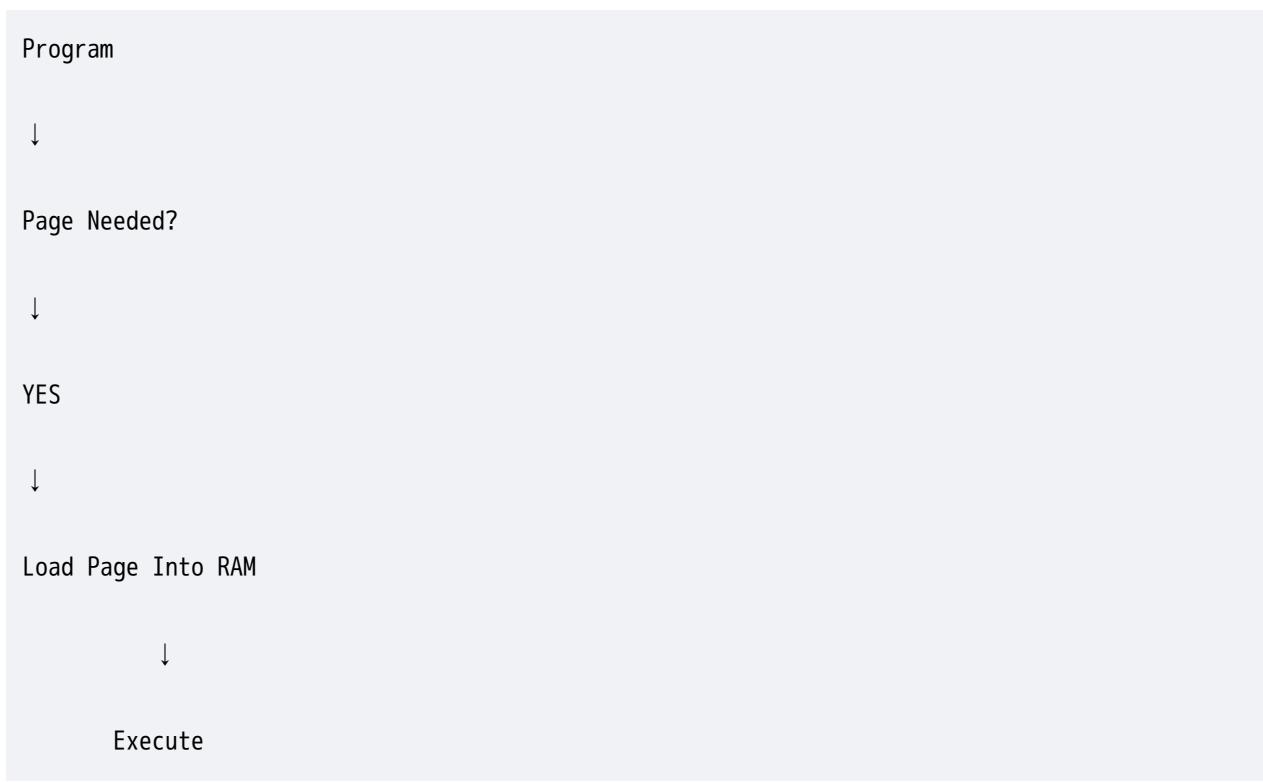 Program
↓
Page Needed?
↓
YES
↓
Load Page Into RAM
↓
Execute